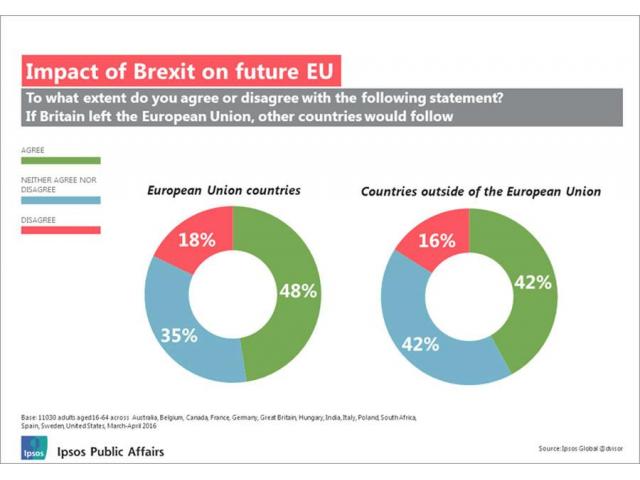 Impact of Brexit on future EU
To what extent do you agree or disagree with the following statement?
If Britain left the European Union, other countries would follow
AGREE
NEITHER AGREE NOR
DISAGREE
DISAGREE
European Union countries
18%
48%
35%
Countries outside of the European Union
16%
42%
42%
Base: 11030 adults aged 16-64 across Australia, Belgium, Canada, France, Germany, Great Britain, Hungary, India, Italy, Poland, South Africa,
Spain, Sweden, United States, March-April 2016
Ipsos
Ipsos Public Affairs
Source: Ipsos Global @dvisor